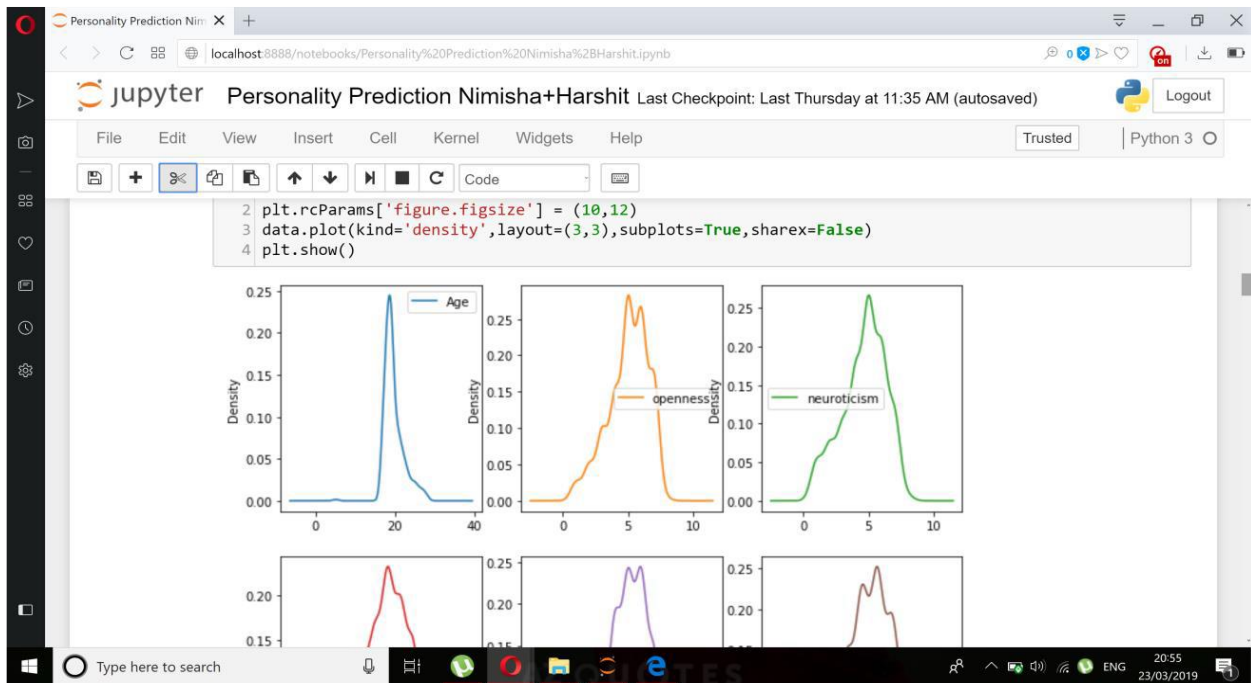 Personality Prediction Nim
localhost:8888/notebooks/Personality%20Prediction%20Nimisha%2BHarshit.ipynb
0
on
jupyter Personality Prediction Nimisha+Harshit Last Checkpoint: Last Thursday at 11:35 AM (autosaved)
Logout
File Edit View Insert Cell Kernel Widgets Help
Trusted
Python 3
Code
2 plt.rcParams['figure.figsize'] = (10,12)
3 data.plot(kind='density',layout=(3,3),subplots=True,sharex=False)
4 plt.show()
0.25
0.20
0.15
0.10
0.05
0.00
Density
0 20 40
Age
0.25
0.20
0.15
0.10
0.05
0.00
Density
0 5 10
openness
0.25
0.20
0.15
0.10
0.05
0.00
Density
0 5 10
neuroticism
0.20
0.15
0.25
0.20
0.15
0.25
0.20
Type here to search
QUOTES
ENG
20:55
23/03/2019
1